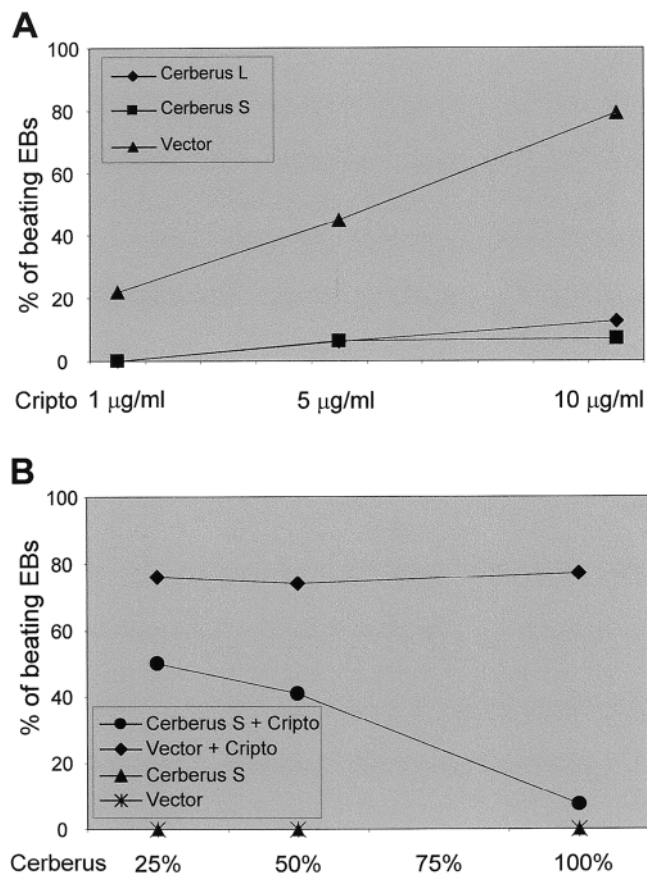 A
100
80
60
40
20
0
% of beating EBs
Cerberus L
Cerberus S
Vector
Cripto 1 μg/ml 5 μg/ml 10 μg/ml
B
100
80
60
40
20
0
% of beating EBs
Cerberus S + Cripto
Vector + Cripto
Cerberus S
Vector
Cerberus 25% 50% 75% 100%